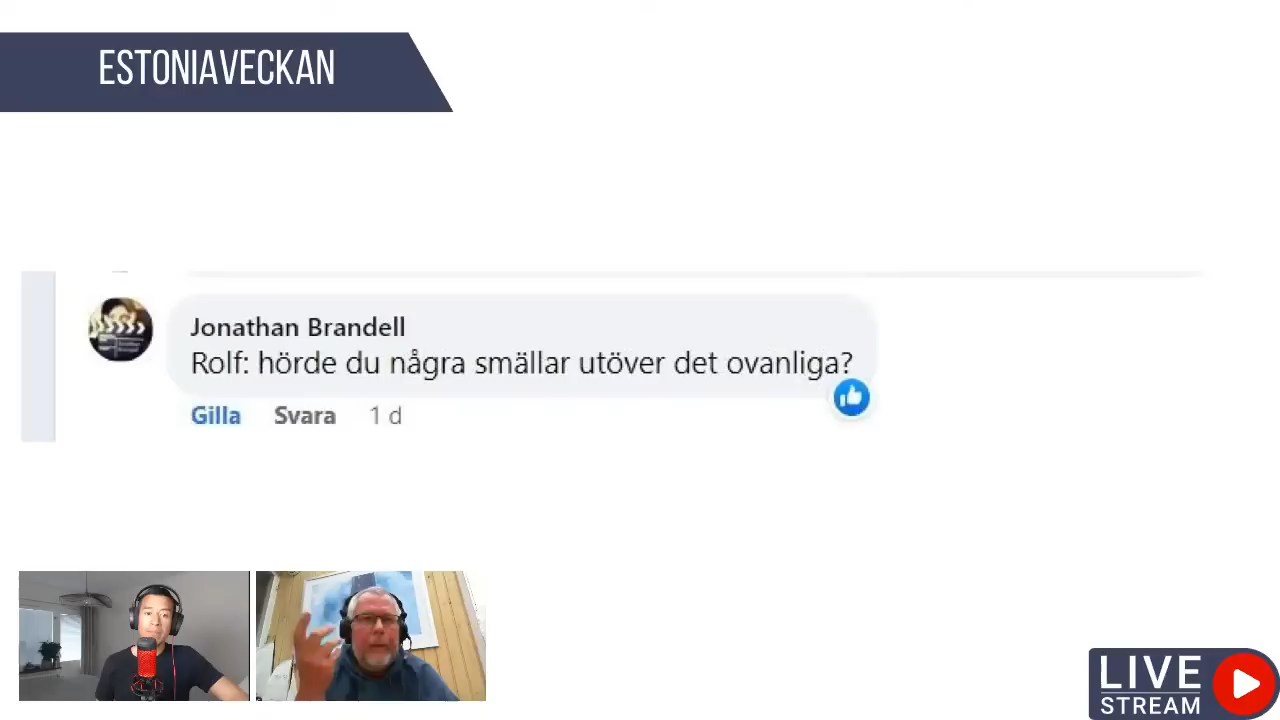 ESTONIAVECKAN
Jonathan Brandell
Rolf: hörde du några smällar utöver det ovanliga?
Gilla Svara 1 d
LIVE
STREAM